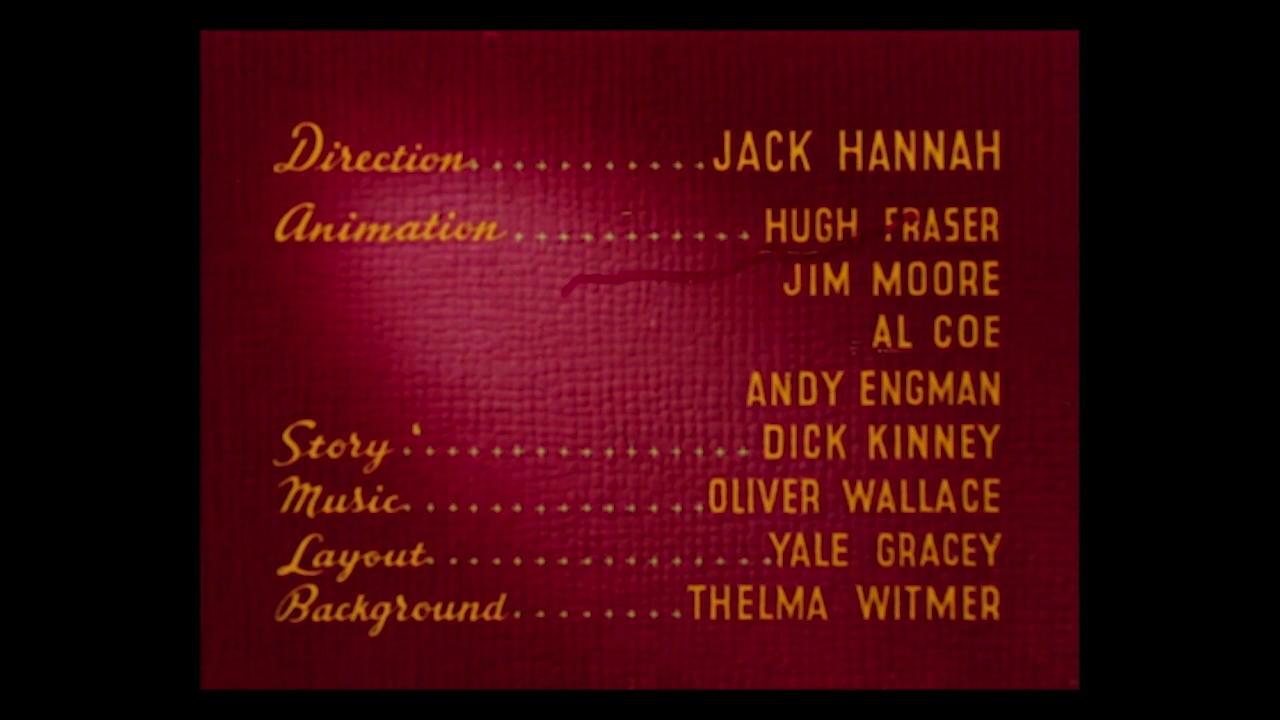 Direction...........JACK HANNAH
Animation...........HUGH FRASER
JIM MOORE
AL COE
ANDY ENGMAN
Story................DICK KINNEY
Music..............OLIVER WALLACE
Layout...............YALE GRACEY
Background........THELMA WITMER